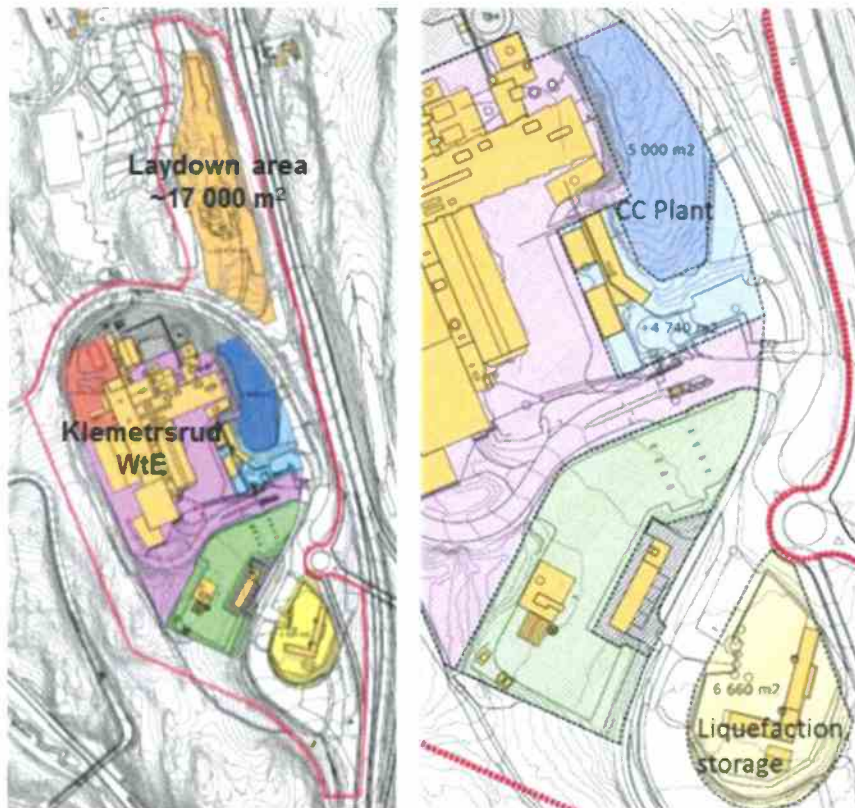 Laydown area
~17 000 m²
Klemetrsrud
WtE
5 000 m2
CC Plant
+4 740 m2
6 660 m2
Liquefaction,
storage